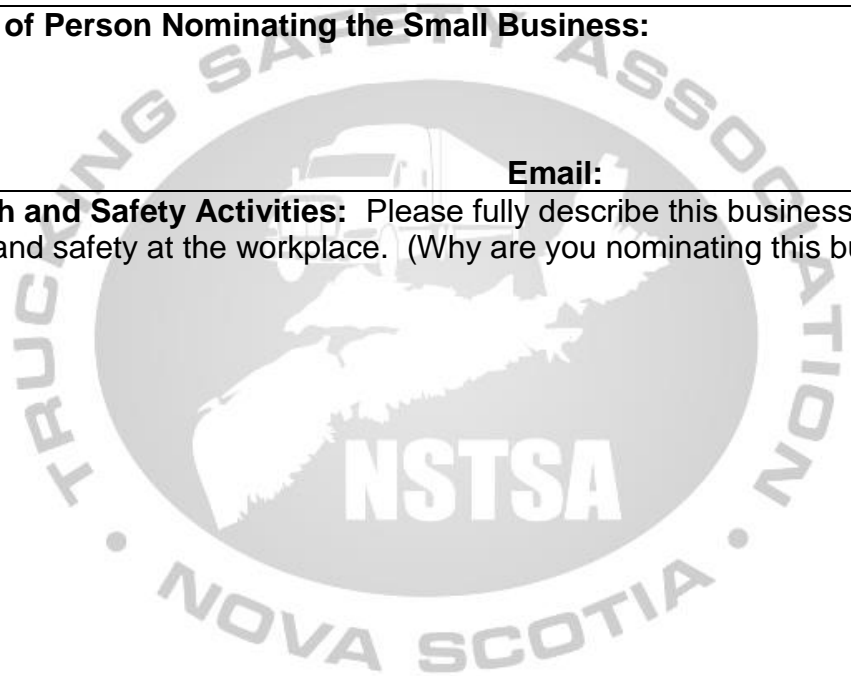 of Person Nominating the Small Business:
Email:
h and Safety Activities: Please fully describe this business
and safety at the workplace. (Why are you nominating this bu
TRUCKING SAFETY ASSOCIATION
NSTSA
• NOVA SCOTIA •